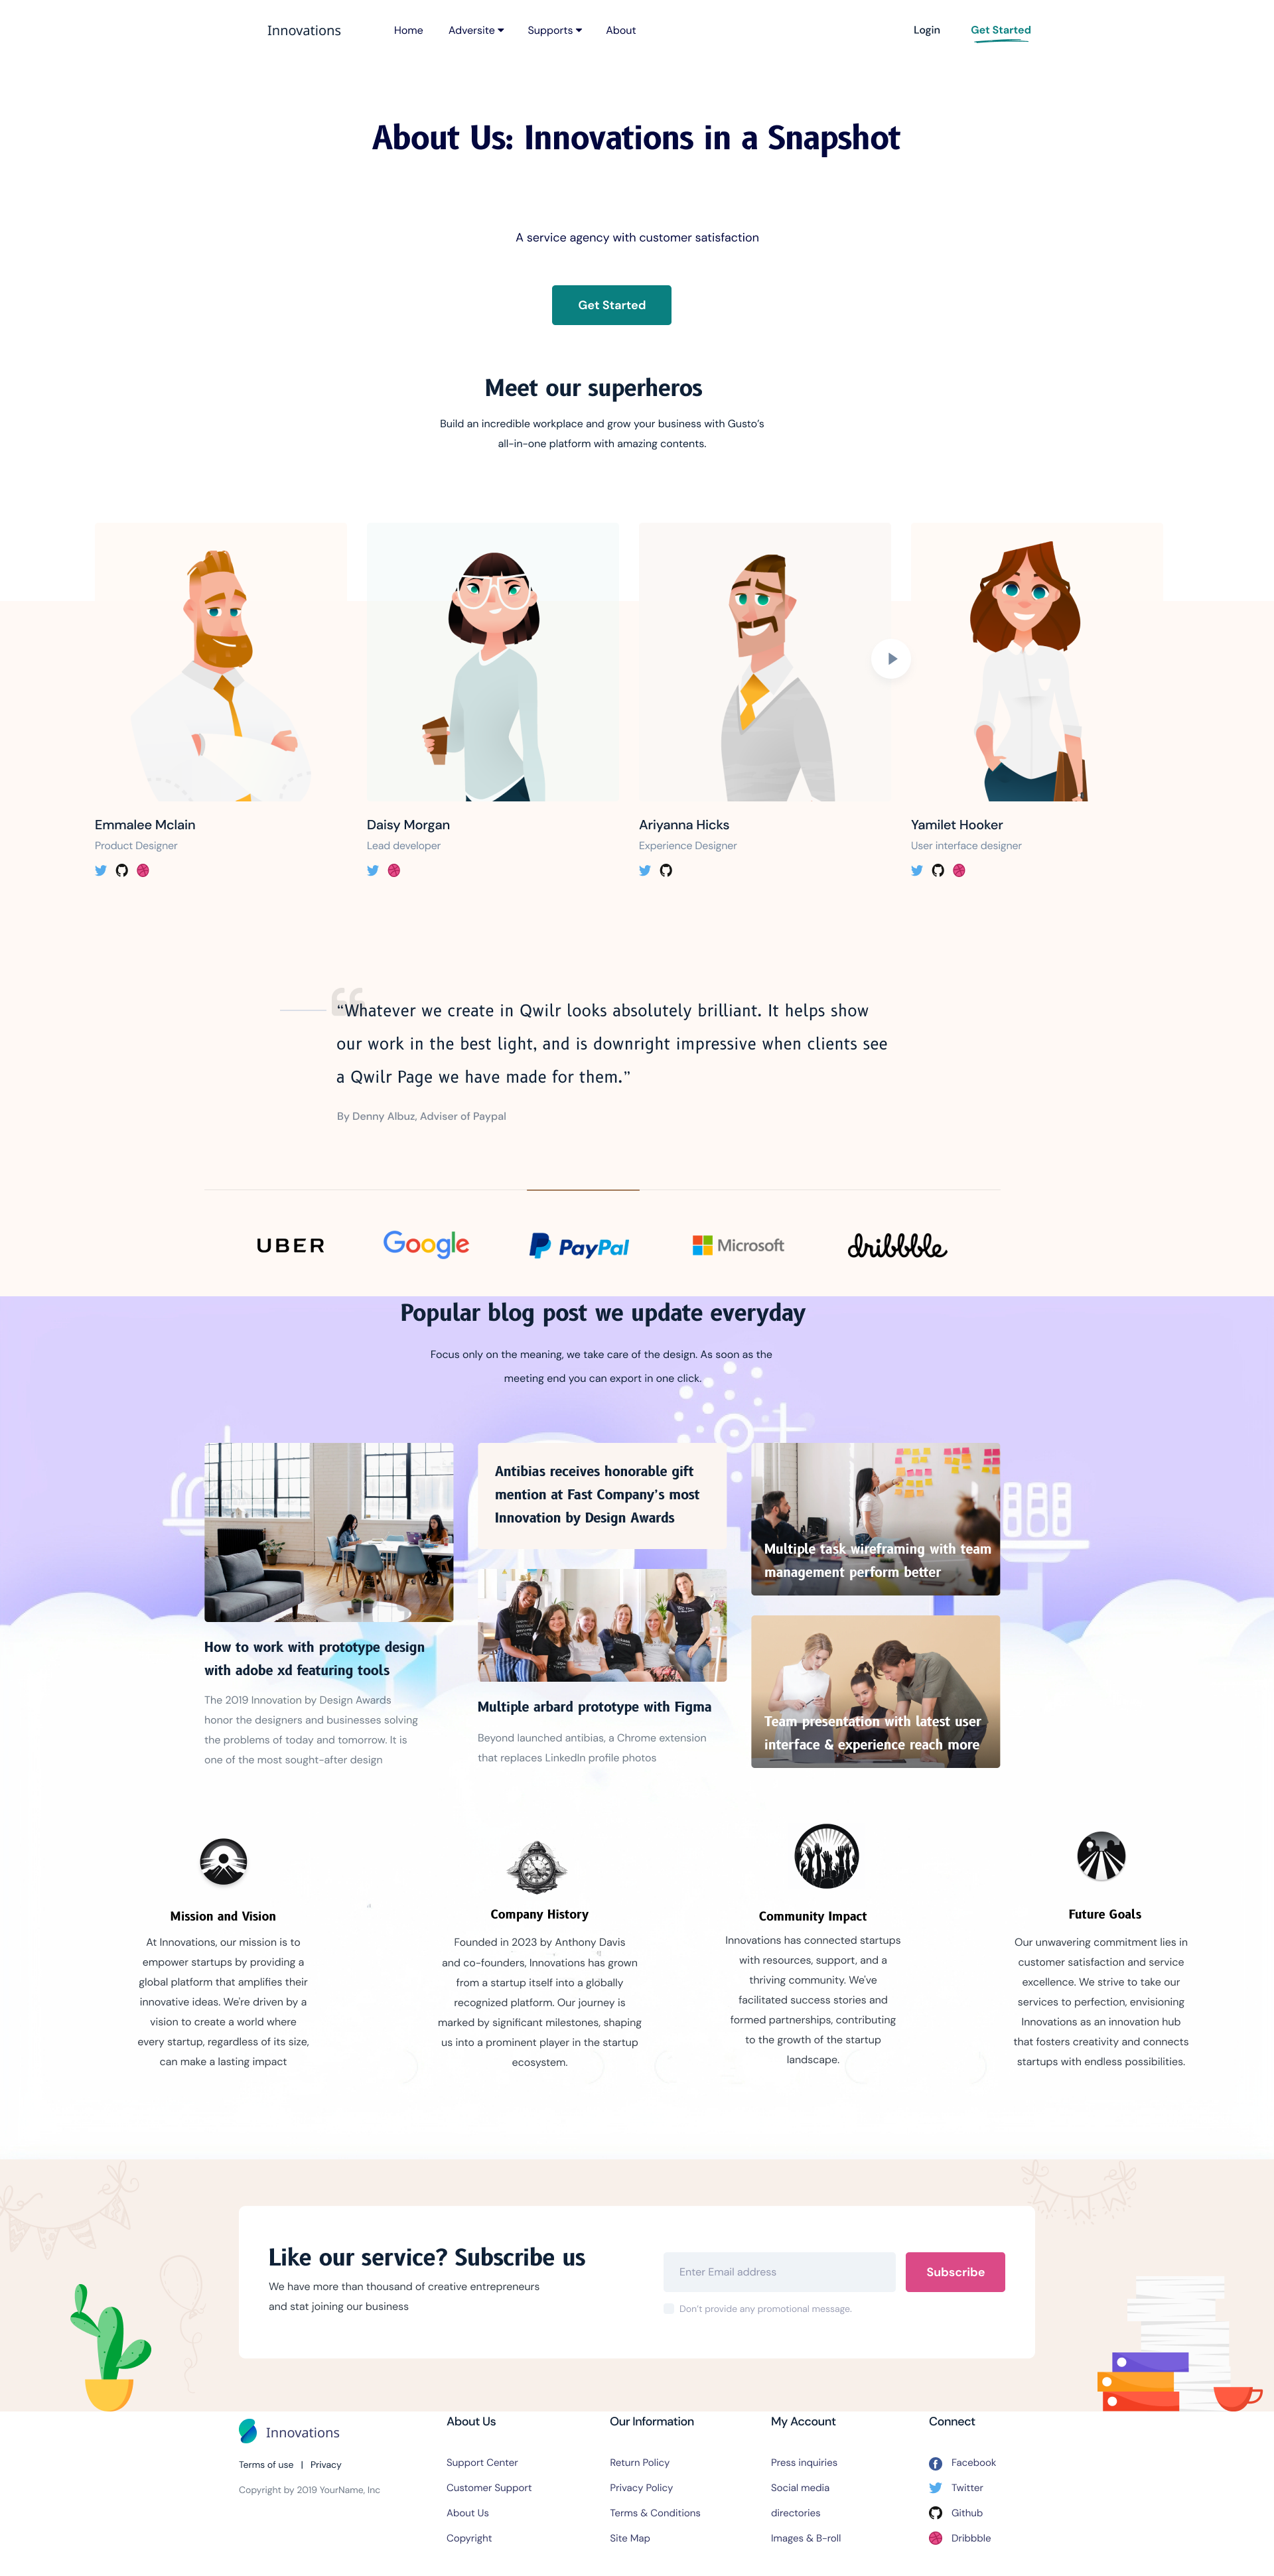 Innovations
Home
Adversite
Supports
About
Login
Get Started
About Us: Innovations in a Snapshot
A service agency with customer satisfaction
Get Started
Meet our superheros
Build an incredible workplace and grow your business with Gusto's
all-in-one platform with amazing contents.
Emmalee Mclain
Product Designer
Daisy Morgan
Lead developer
Ariyanna Hicks
Experience Designer
Yamilet Hooker
User interface designer
“Whatever we create in Qwilr looks absolutely brilliant. It helps show
our work in the best light, and is downright impressive when clients see
a Qwilr Page we have made for them.”
By Denny Albuz, Adviser of Paypal
UBER
Google
PayPal
Microsoft
dribbble
Popular blog post we update everyday
Focus only on the meaning, we take care of the design. As soon as the
meeting end you can export in one click.
How to work with prototype design
with adobe xd featuring tools
The 2019 Innovation by Design Awards
honor the designers and businesses solving
the problems of today and tomorrow. It is
one of the most sought-after design
Antibias receives honorable gift
mention at Fast Company's most
Innovation by Design Awards
Multiple arbard prototype with Figma
Beyond launched antibias, a Chrome extension
that replaces LinkedIn profile photos
Multiple task wireframing with team
management perform better
Team presentation with latest user
interface & experience reach more
Mission and Vision
At Innovations, our mission is to
empower startups by providing a
global platform that amplifies their
innovative ideas. We're driven by a
vision to create a world where
every startup, regardless of its size,
can make a lasting impact
Company History
Founded in 2023 by Anthony Davis
and co-founders, Innovations has grown
from a startup itself into a globally
recognized platform. Our journey is
marked by significant milestones, shaping
us into a prominent player in the startup
ecosystem.
Community Impact
Innovations has connected startups
with resources, support, and a
thriving community. We've
facilitated success stories and
formed partnerships, contributing
to the growth of the startup
landscape.
Future Goals
Our unwavering commitment lies in
customer satisfaction and service
excellence. We strive to take our
services to perfection, envisioning
Innovations as an innovation hub
that fosters creativity and connects
startups with endless possibilities.
Like our service? Subscribe us
We have more than thousand of creative entrepreneurs
and stat joining our business
Enter Email address
Subscribe
Don't provide any promotional message.
Innovations
Terms of use | Privacy
Copyright by 2019 YourName, Inc
About Us
Support Center
Customer Support
About Us
Copyright
Our Information
Return Policy
Privacy Policy
Terms & Conditions
Site Map
My Account
Press inquiries
Social media
directories
Images & B-roll
Connect
Facebook
Twitter
Github
Dribbble